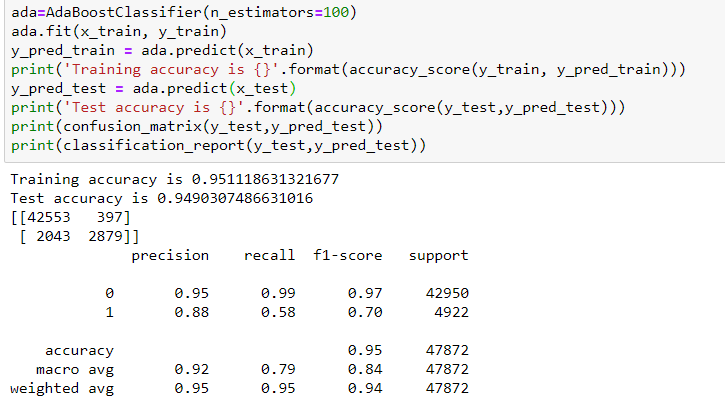 ada=AdaBoostClassifier(n_estimators=100)
ada.fit(x_train, y_train)
y_pred_train = ada.predict(x_train)
print('Training accuracy is {}'.format(accuracy_score(y_train, y_pred_train)))
y_pred_test = ada.predict(x_test)
print('Test accuracy is {}'.format(accuracy_score(y_test,y_pred_test)))
print(confusion_matrix(y_test,y_pred_test))
print(classification_report(y_test,y_pred_test))
Training accuracy is 0.951118631321677
Test accuracy is 0.9490307486631016
[[42553   397]
 [ 2043  2879]]
              precision    recall  f1-score   support
           0       0.95      0.99      0.97     42950
           1       0.88      0.58      0.70      4922
    accuracy                           0.95     47872
   macro avg       0.92      0.79      0.84     47872
weighted avg       0.95      0.95      0.94     47872